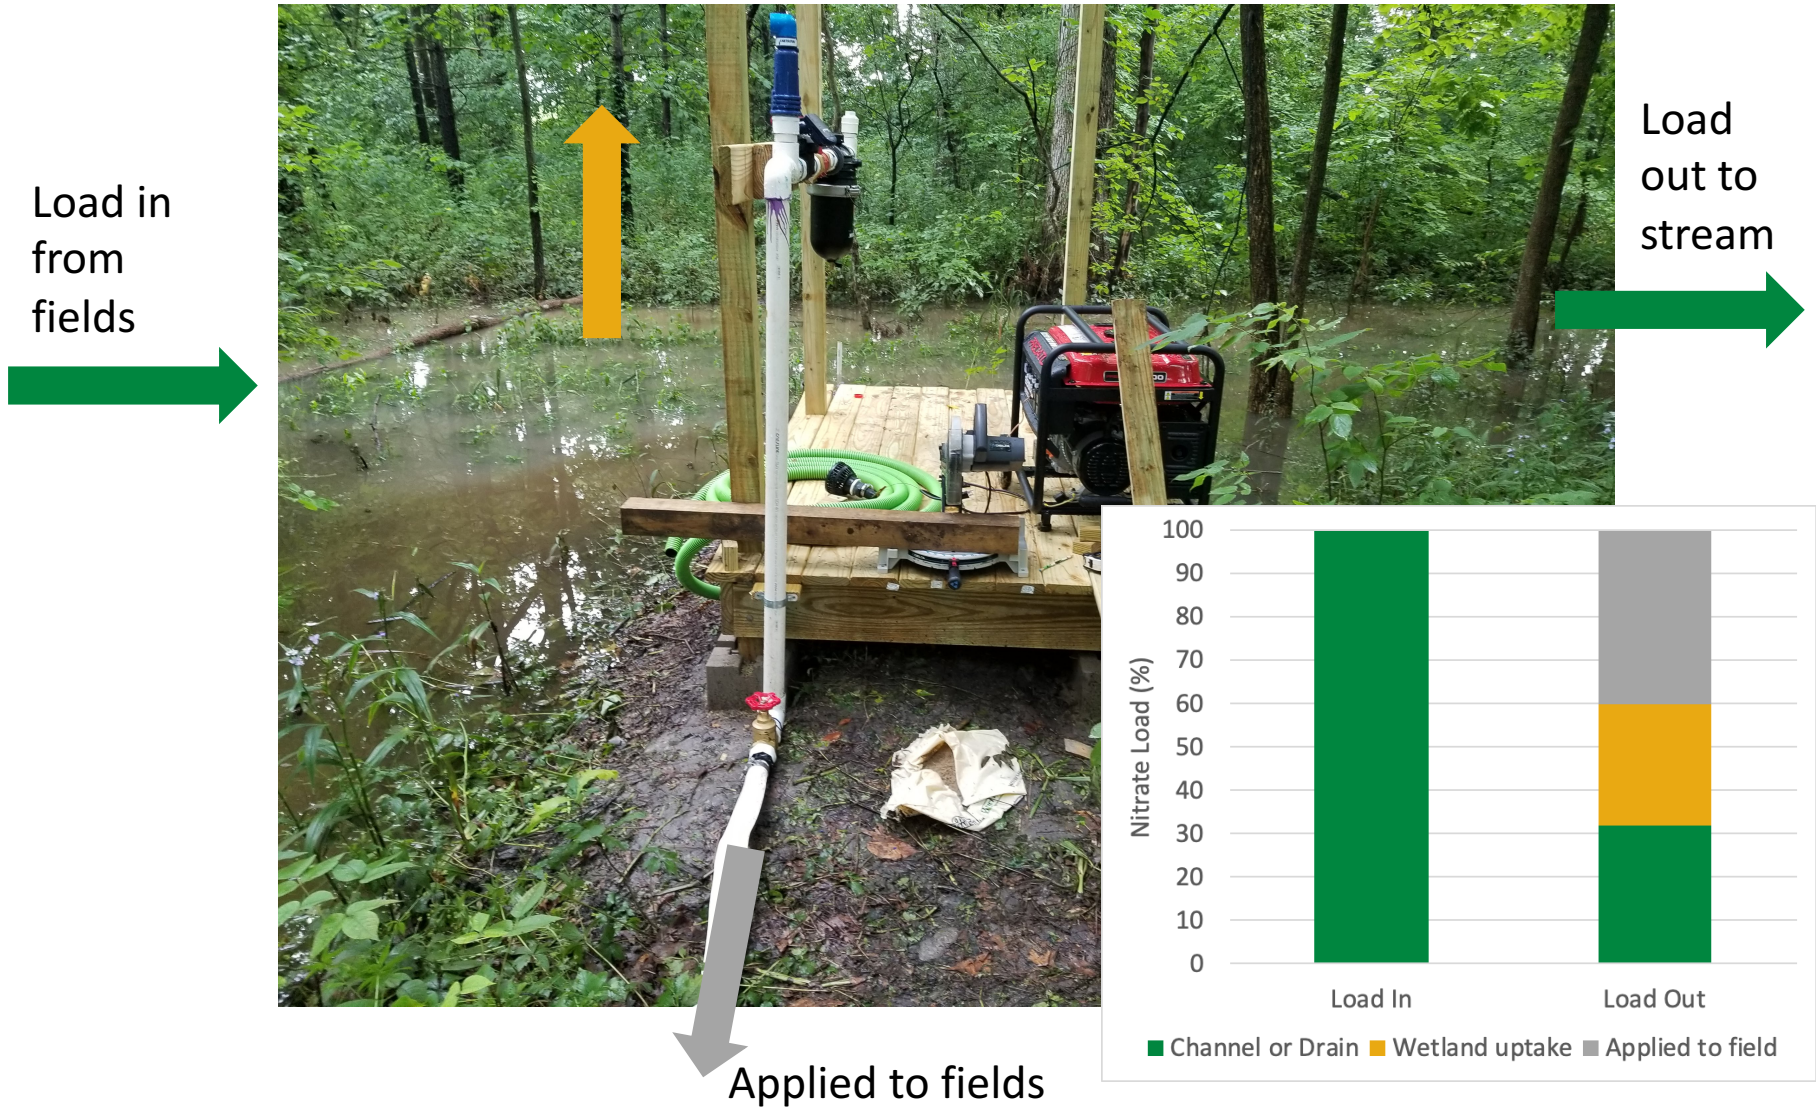 Load in
from
fields
Load
out to
stream
Applied to fields
100
90
80
70
60
50
40
30
20
10
0
Nitrate Load (%)
Load In
Load Out
Channel or Drain
Wetland uptake
Applied to field